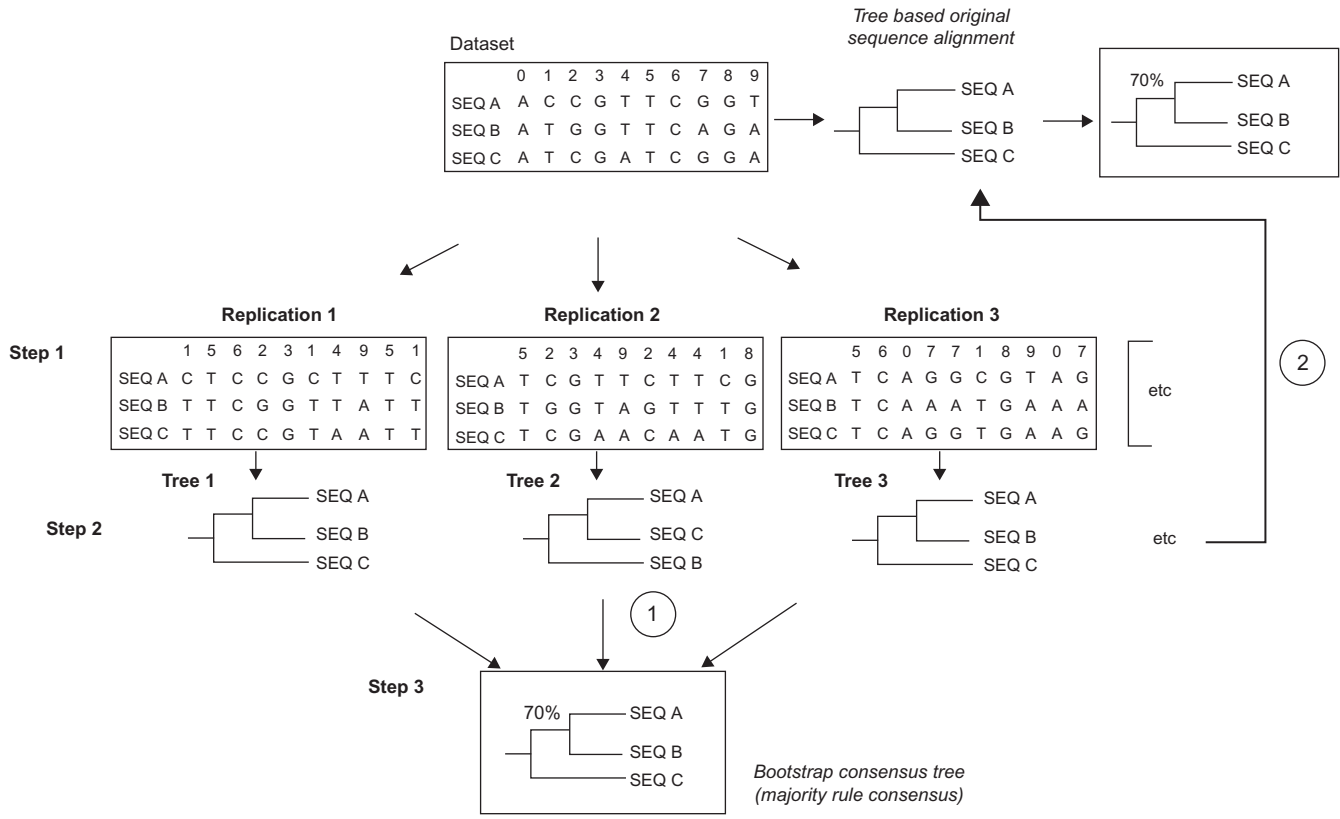 Tree based original
sequence alignment
Dataset
0 1 2 3 4 5 6 7 8 9
SEQ A A C C G T T C G G T
SEQ B A T G G T T C A G A
SEQ C A T C G A T C G G A
SEQ A
SEQ B
SEQ C
70%
SEQ A
SEQ B
SEQ C
Step 1
Replication 1
1 5 6 2 3 1 4 9 5 1
SEQ A C T C C G C T T T C
SEQ B T T C G G T T A T T
SEQ C T T C C G T A A T T
Replication 2
5 2 3 4 9 2 4 4 1 8
SEQ A T C G T T C T T C G
SEQ B T G G T A G T T T G
SEQ C T C G A A C A A T G
Replication 3
5 6 0 7 7 1 8 9 0 7
SEQ A T C A G G C G T A G
SEQ B T C A A A T G A A A
SEQ C T C A G G T G A A G
etc
2
Step 2
Tree 1
SEQ A
SEQ B
SEQ C
Tree 2
SEQ A
SEQ C
SEQ B
Tree 3
SEQ A
SEQ B
SEQ C
etc
1
Step 3
70%
SEQ A
SEQ B
SEQ C
Bootstrap consensus tree
(majority rule consensus)